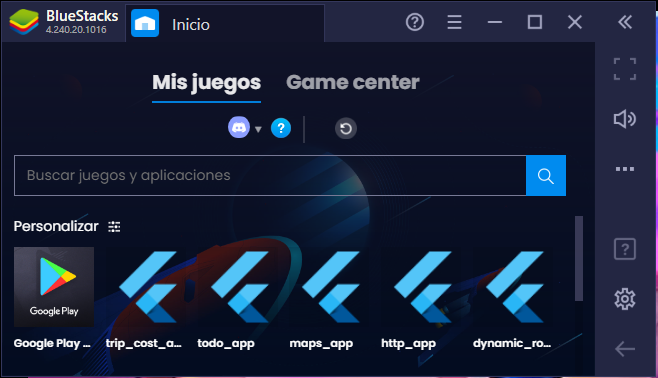 BlueStacks
4.240.20.1016
Inicio
Mis juegos Game center
Buscar juegos y aplicaciones
Personalizar
Google Play
Google Play ... trip_cost_a... todo_app maps_app http_app dynamic_ro...